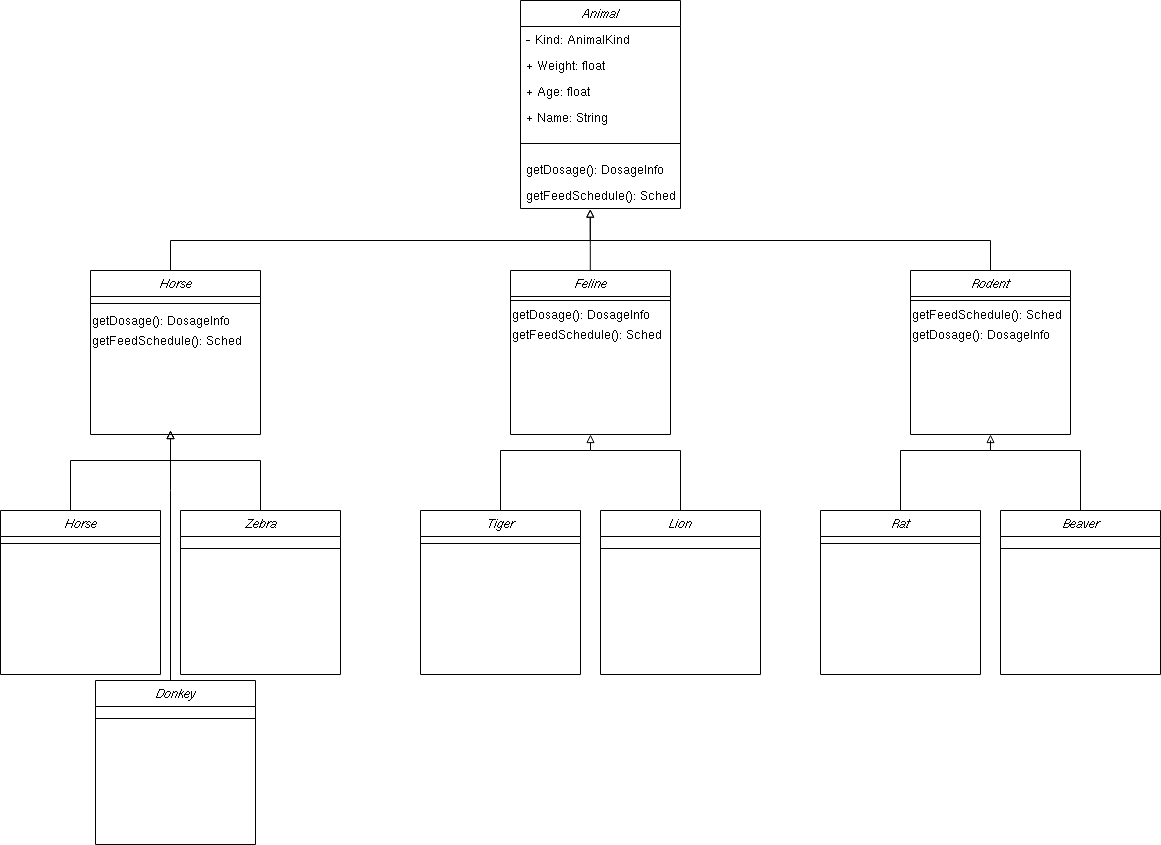 Animal
- Kind: AnimalKind
+ Weight: float
+ Age: float
+ Name: String
getDosage(): DosageInfo
getFeedSchedule(): Sched
Horse
getDosage(): DosageInfo
getFeedSchedule(): Sched
Feline
getDosage(): DosageInfo
getFeedSchedule(): Sched
Rodent
getFeedSchedule(): Sched
getDosage(): DosageInfo
Horse
Zebra
Tiger
Lion
Rat
Beaver
Donkey